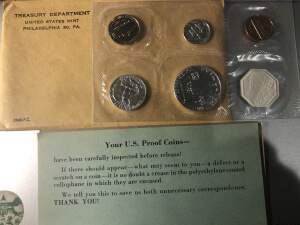 TREASURY DEPARTMENT
UNITED STATES MINT
PHILADELPHIA 30, PA.
Your U.S. Proof Coins—
have been carefully inspected before release!
If there should appear—what may seem to you—a defect or a
scratch on a coin—it is no doubt a crease in the polyethylene-coated
cellophane in which they are encased.
We tell you this to save us both unnecessary correspondence.
THANK YOU!